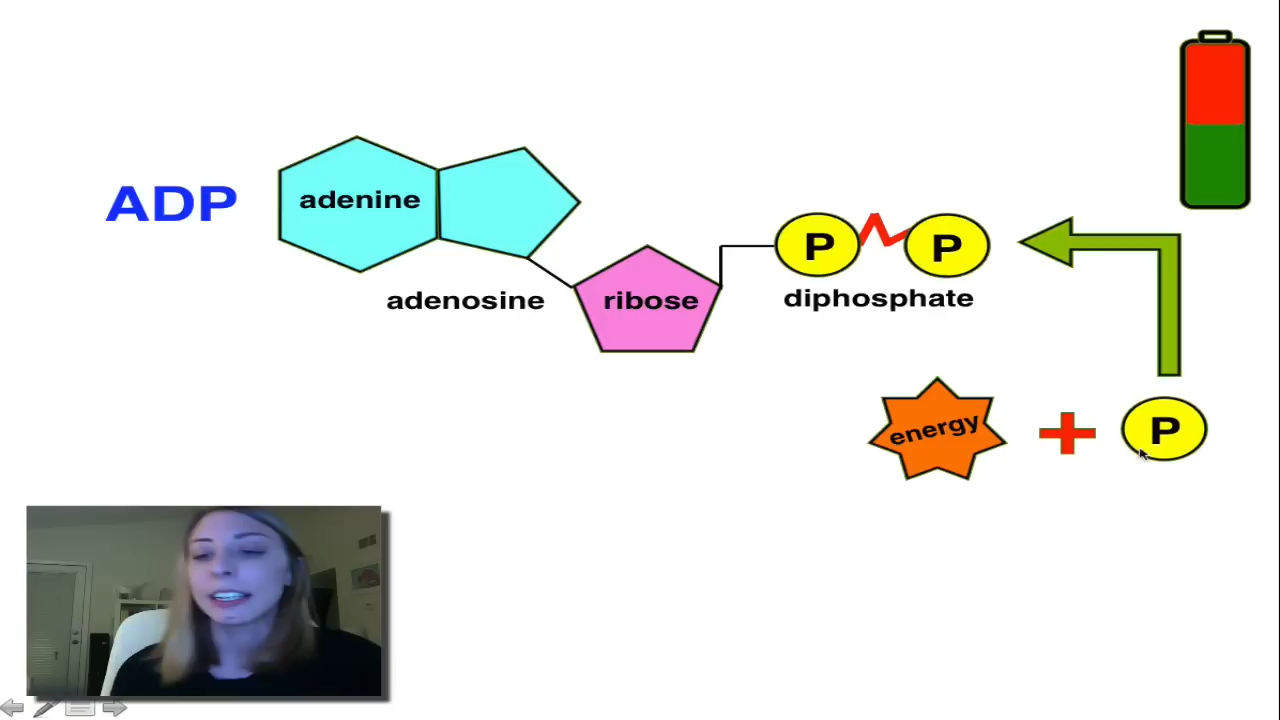 ADP
adenine
P
P
adenosine
ribose
diphosphate
energy
+
P